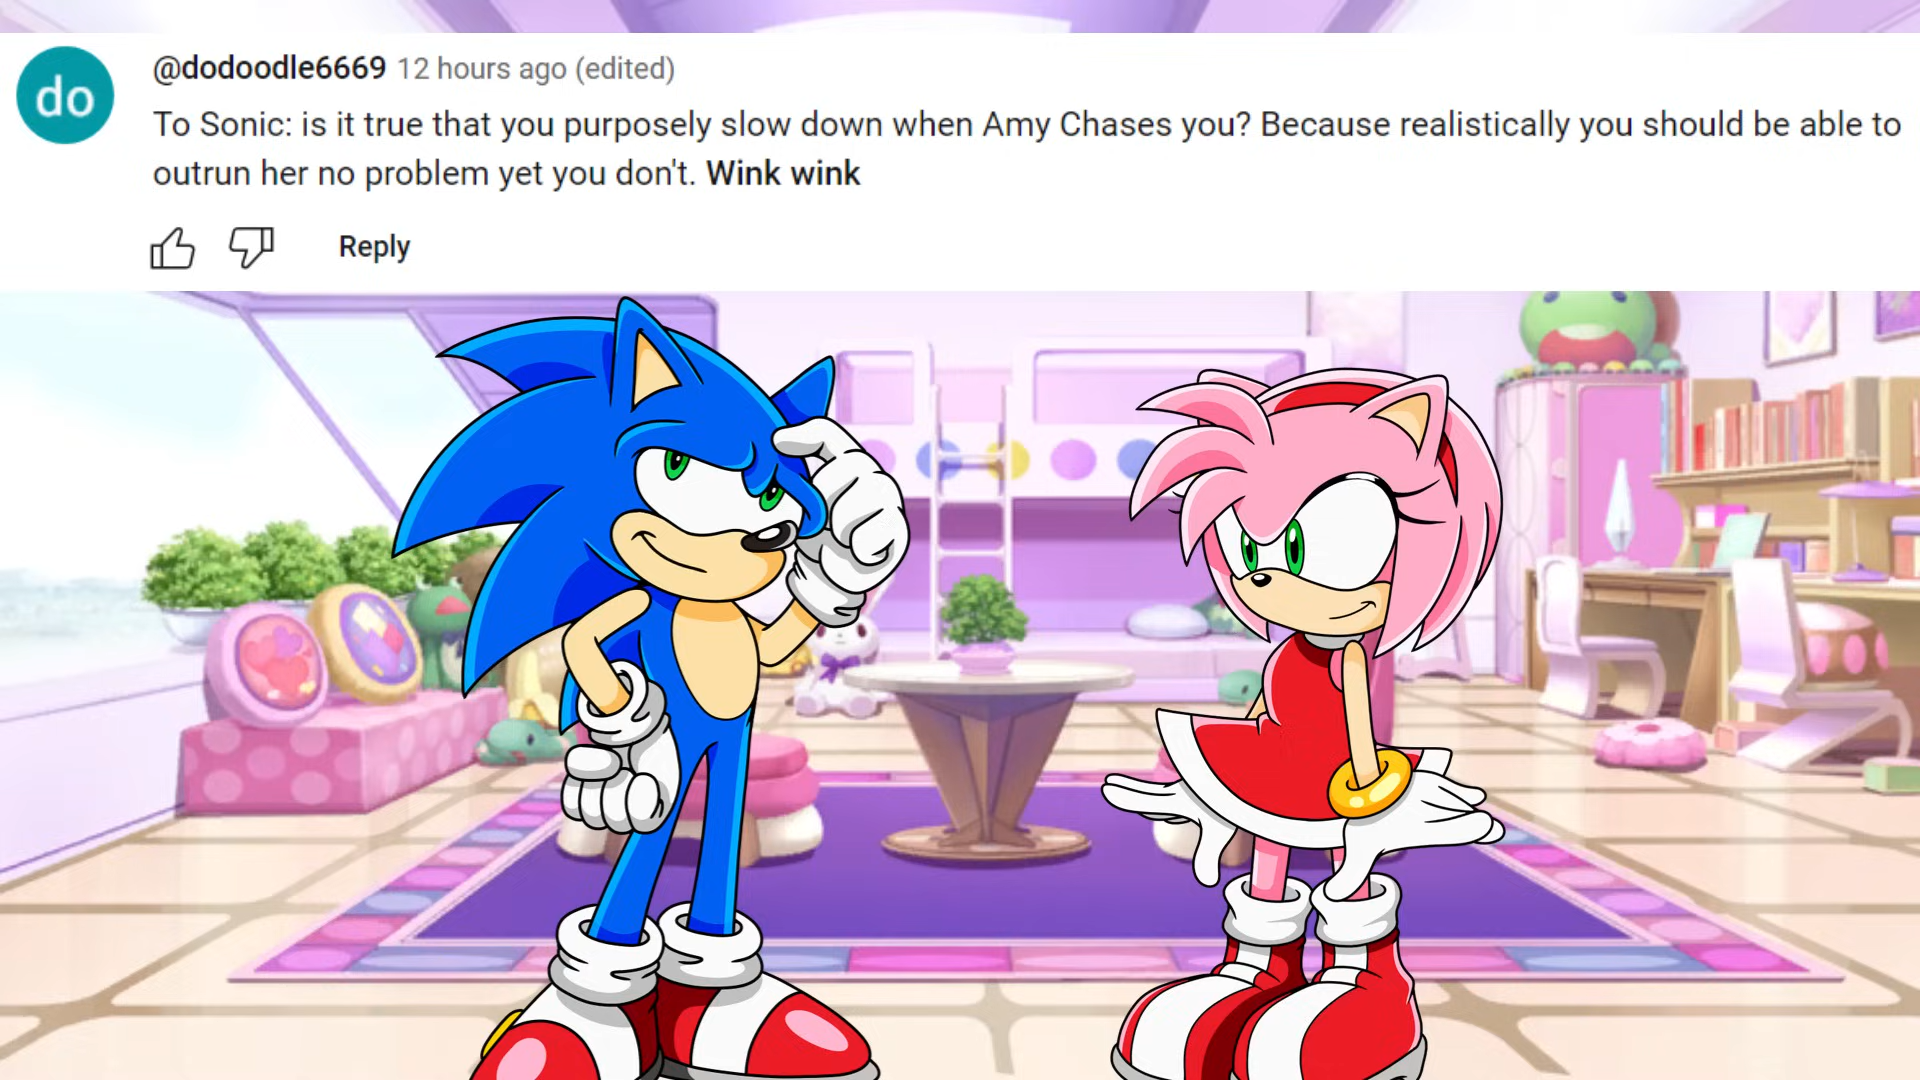 do
@dodoodle6669 12 hours ago (edited)
To Sonic: is it true that you purposely slow down when Amy Chases you? Because realistically you should be able to
outrun her no problem yet you don't. Wink wink
Reply